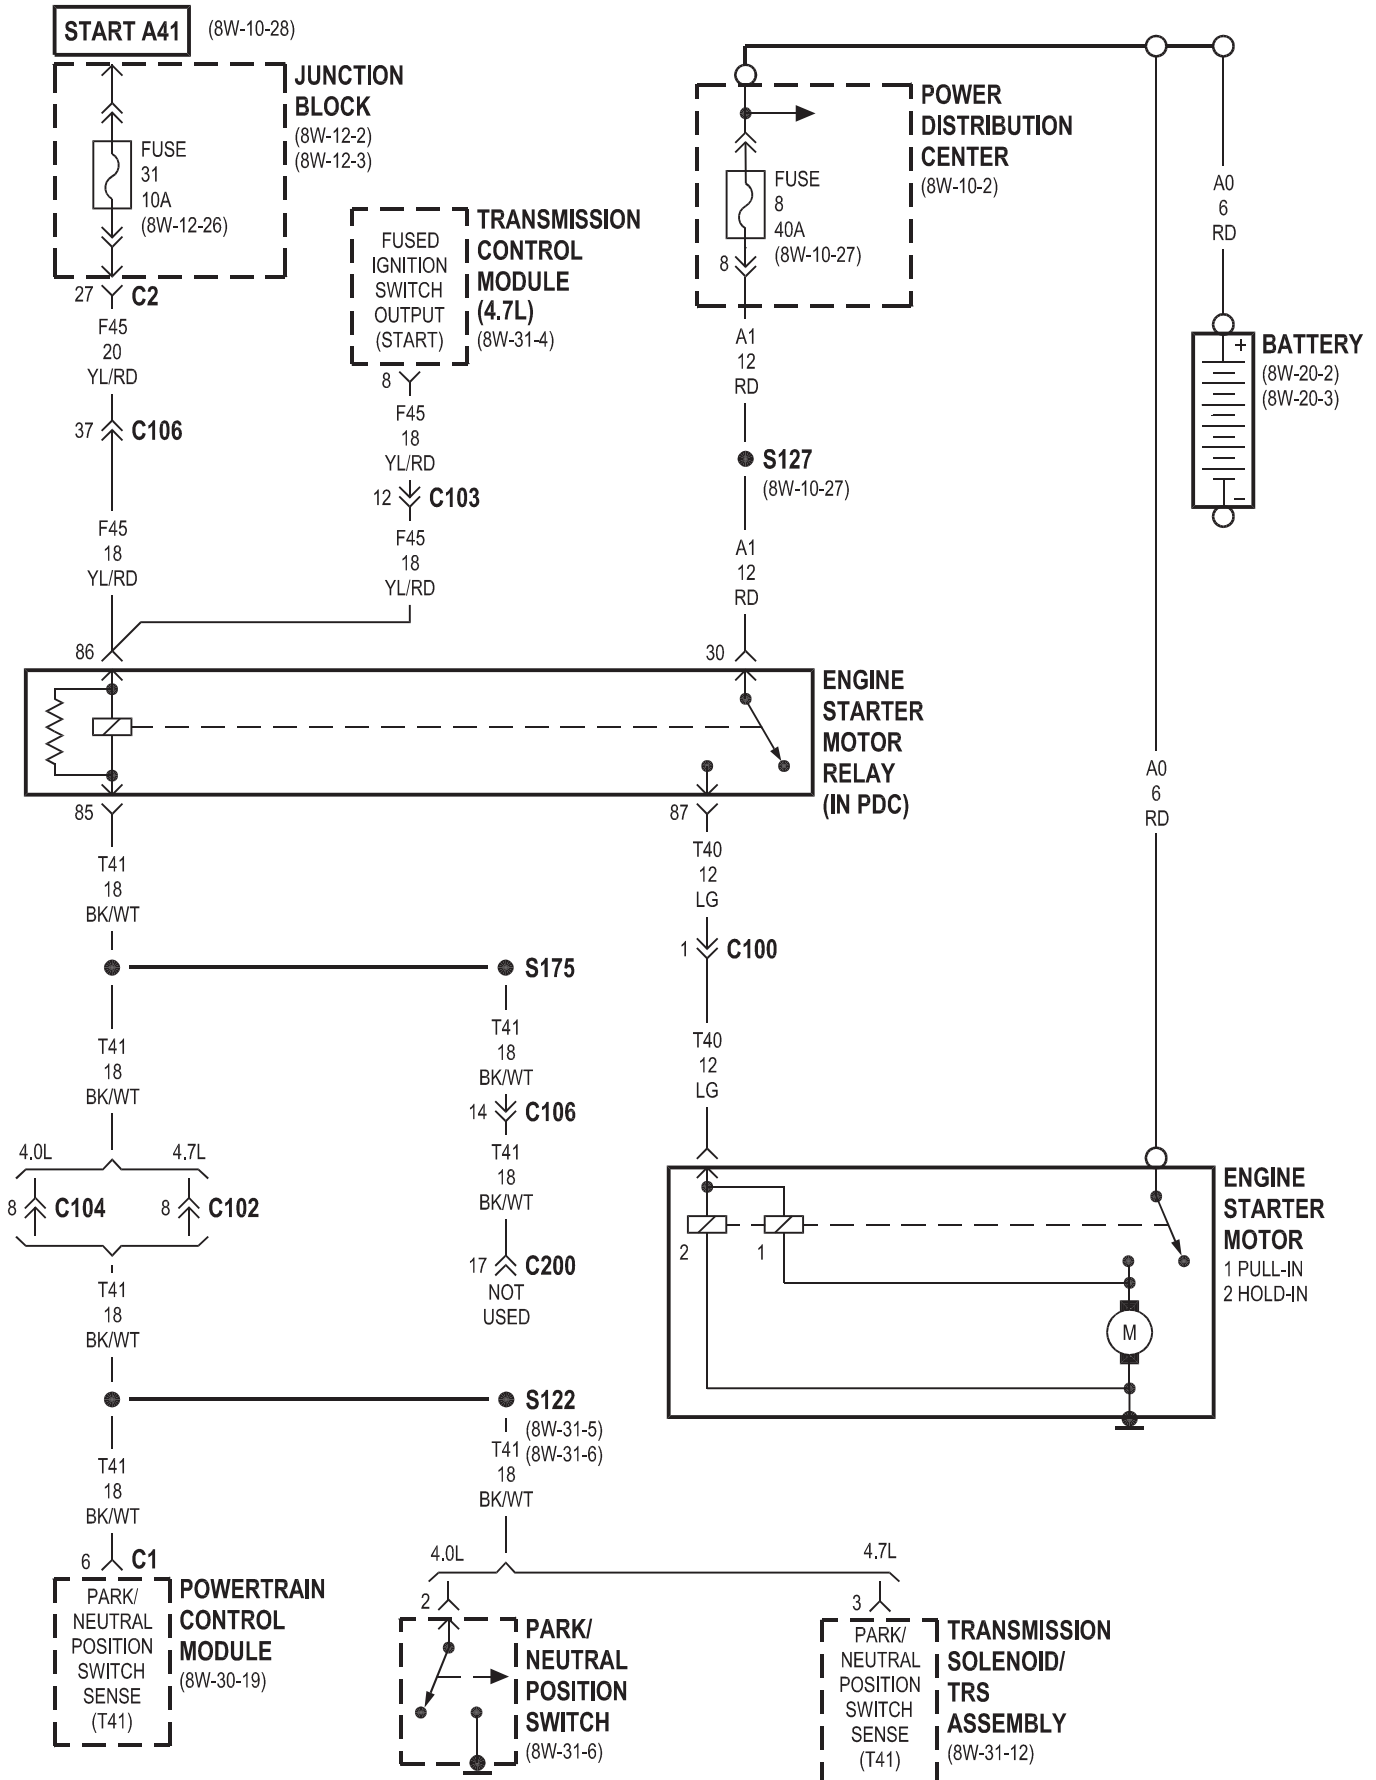 START A41
(8W-10-28)
JUNCTION
BLOCK
(8W-12-2)
(8W-12-3)
FUSE
31
10A
(8W-12-26)
27
C2
F45
20
YL/RD
37
C106
F45
18
YL/RD
FUSED
IGNITION
SWITCH
OUTPUT
(START)
TRANSMISSION
CONTROL
MODULE
(4.7L)
(8W-31-4)
8
F45
18
YL/RD
12
C103
F45
18
YL/RD
POWER
DISTRIBUTION
CENTER
(8W-10-2)
FUSE
8
40A
(8W-10-27)
8
A1
12
RD
S127
(8W-10-27)
A1
12
RD
A0
6
RD
+
−
BATTERY
(8W-20-2)
(8W-20-3)
86
30
ENGINE
STARTER
MOTOR
RELAY
(IN PDC)
85
87
T41
18
BK/WT
S175
T41
18
BK/WT
T41
18
BK/WT
14
C106
T41
18
BK/WT
17
C200
NOT
USED
T40
12
LG
1
C100
T40
12
LG
A0
6
RD
4.0L
4.7L
8
C104
8
C102
T41
18
BK/WT
ENGINE
STARTER
MOTOR
1 PULL-IN
2 HOLD-IN
2
1
M
S122
(8W-31-5)
(8W-31-6)
T41
18
BK/WT
T41
18
BK/WT
6
C1
PARK/
NEUTRAL
POSITION
SWITCH
SENSE
(T41)
POWERTRAIN
CONTROL
MODULE
(8W-30-19)
4.0L
4.7L
2
PARK/
NEUTRAL
POSITION
SWITCH
(8W-31-6)
3
PARK/
NEUTRAL
POSITION
SWITCH
SENSE
(T41)
TRANSMISSION
SOLENOID/
TRS
ASSEMBLY
(8W-31-12)